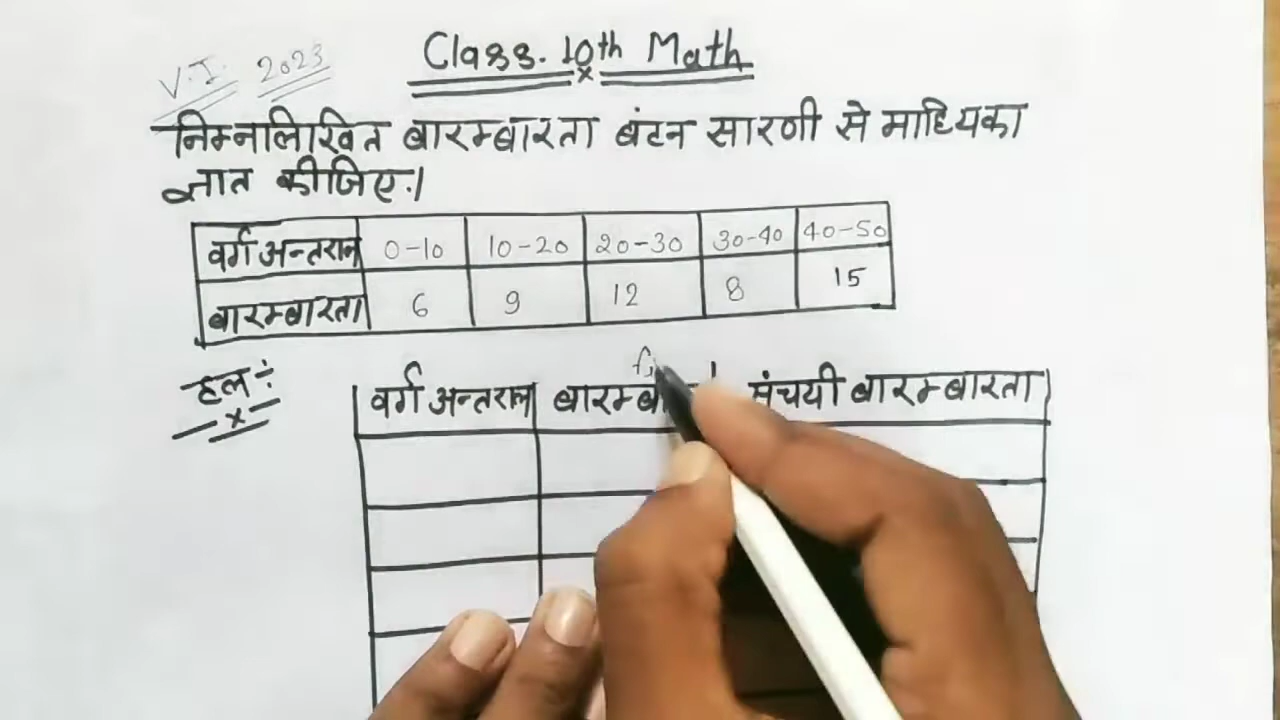 V.I. 2023
Class. 10th Math
निम्नलिखित बारम्बारता बंटन सारणी से माध्यिका
ज्ञात कीजिए।
वर्ग अन्तराल 0-10 10-20 20-30 30-40 40-50
बारम्बारता 6 9 12 8 15
हल÷
वर्ग अन्तराल संचयी बारम्बारता